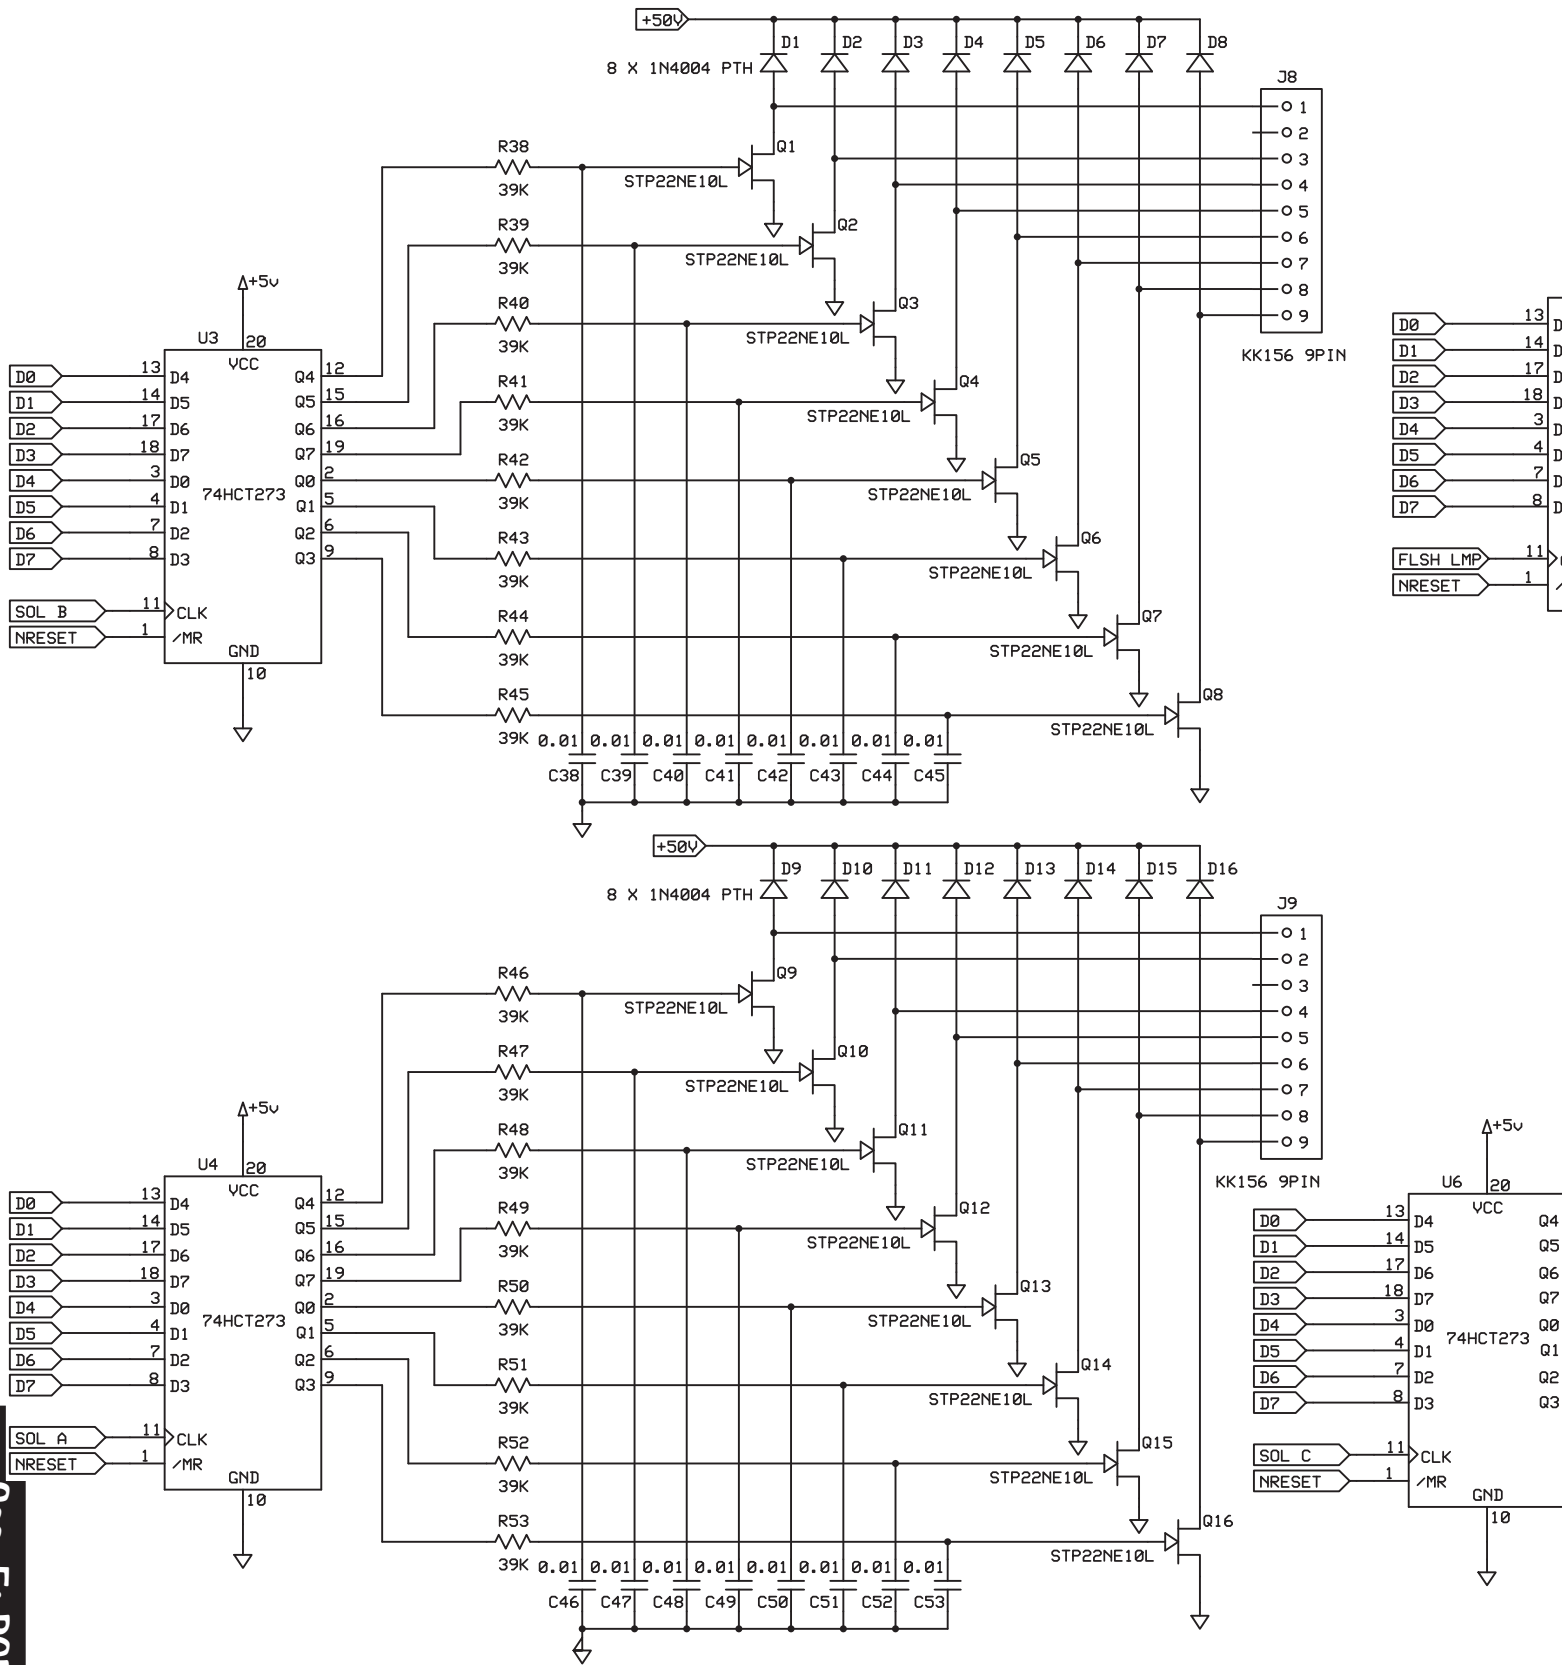 +50V
D1 D2 D3 D4 D5 D6 D7 D8
8 X 1N4004 PTH
J8
1
2
3
4
5
6
7
8
9
KK156 9PIN
R38
39K
STP22NE10L
Q1
R39
39K
STP22NE10L
Q2
R40
39K
STP22NE10L
Q3
R41
39K
STP22NE10L
Q4
R42
39K
STP22NE10L
Q5
R43
39K
STP22NE10L
Q6
R44
39K
STP22NE10L
Q7
R45
39K
STP22NE10L
Q8
0.01 0.01 0.01 0.01 0.01 0.01 0.01 0.01
C38 C39 C40 C41 C42 C43 C44 C45
+5v
U3 20
VCC
D0 13 D4 Q4 12
D1 14 D5 Q5 15
D2 17 D6 Q6 16
D3 18 D7 Q7 19
D4 3 D0 Q0 2
74HCT273
D5 4 D1 Q1 5
D6 7 D2 Q2 6
D7 8 D3 Q3 9
SOL B 11 CLK
NRESET 1 /MR
GND
10
D0 13 D
D1 14 D
D2 17 D
D3 18 D
D4 3 D
D5 4 D
D6 7 D
D7 8 D
FLSH LMP 11
NRESET 1 /
+50V
D9 D10 D11 D12 D13 D14 D15 D16
8 X 1N4004 PTH
J9
1
2
3
4
5
6
7
8
9
KK156 9PIN
R46
39K
STP22NE10L
Q9
R47
39K
STP22NE10L
Q10
R48
39K
STP22NE10L
Q11
R49
39K
STP22NE10L
Q12
R50
39K
STP22NE10L
Q13
R51
39K
STP22NE10L
Q14
R52
39K
STP22NE10L
Q15
R53
39K
STP22NE10L
Q16
0.01 0.01 0.01 0.01 0.01 0.01 0.01 0.01
C46 C47 C48 C49 C50 C51 C52 C53
+5v
U4 20
VCC
D0 13 D4 Q4 12
D1 14 D5 Q5 15
D2 17 D6 Q6 16
D3 18 D7 Q7 19
D4 3 D0 Q0 2
74HCT273
D5 4 D1 Q1 5
D6 7 D2 Q2 6
D7 8 D3 Q3 9
SOL A 11 CLK
NRESET 1 /MR
GND
10
+5v
U6 20
VCC
D0 13 D4 Q4
D1 14 D5 Q5
D2 17 D6 Q6
D3 18 D7 Q7
D4 3 D0 Q0
74HCT273
D5 4 D1 Q1
D6 7 D2 Q2
D7 8 D3 Q3
SOL C 11 CLK
NRESET 1 /MR
GND
10